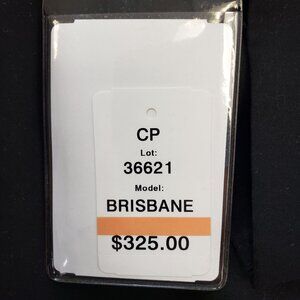 CP
Lot:
36621
Model:
BRISBANE
$325.00